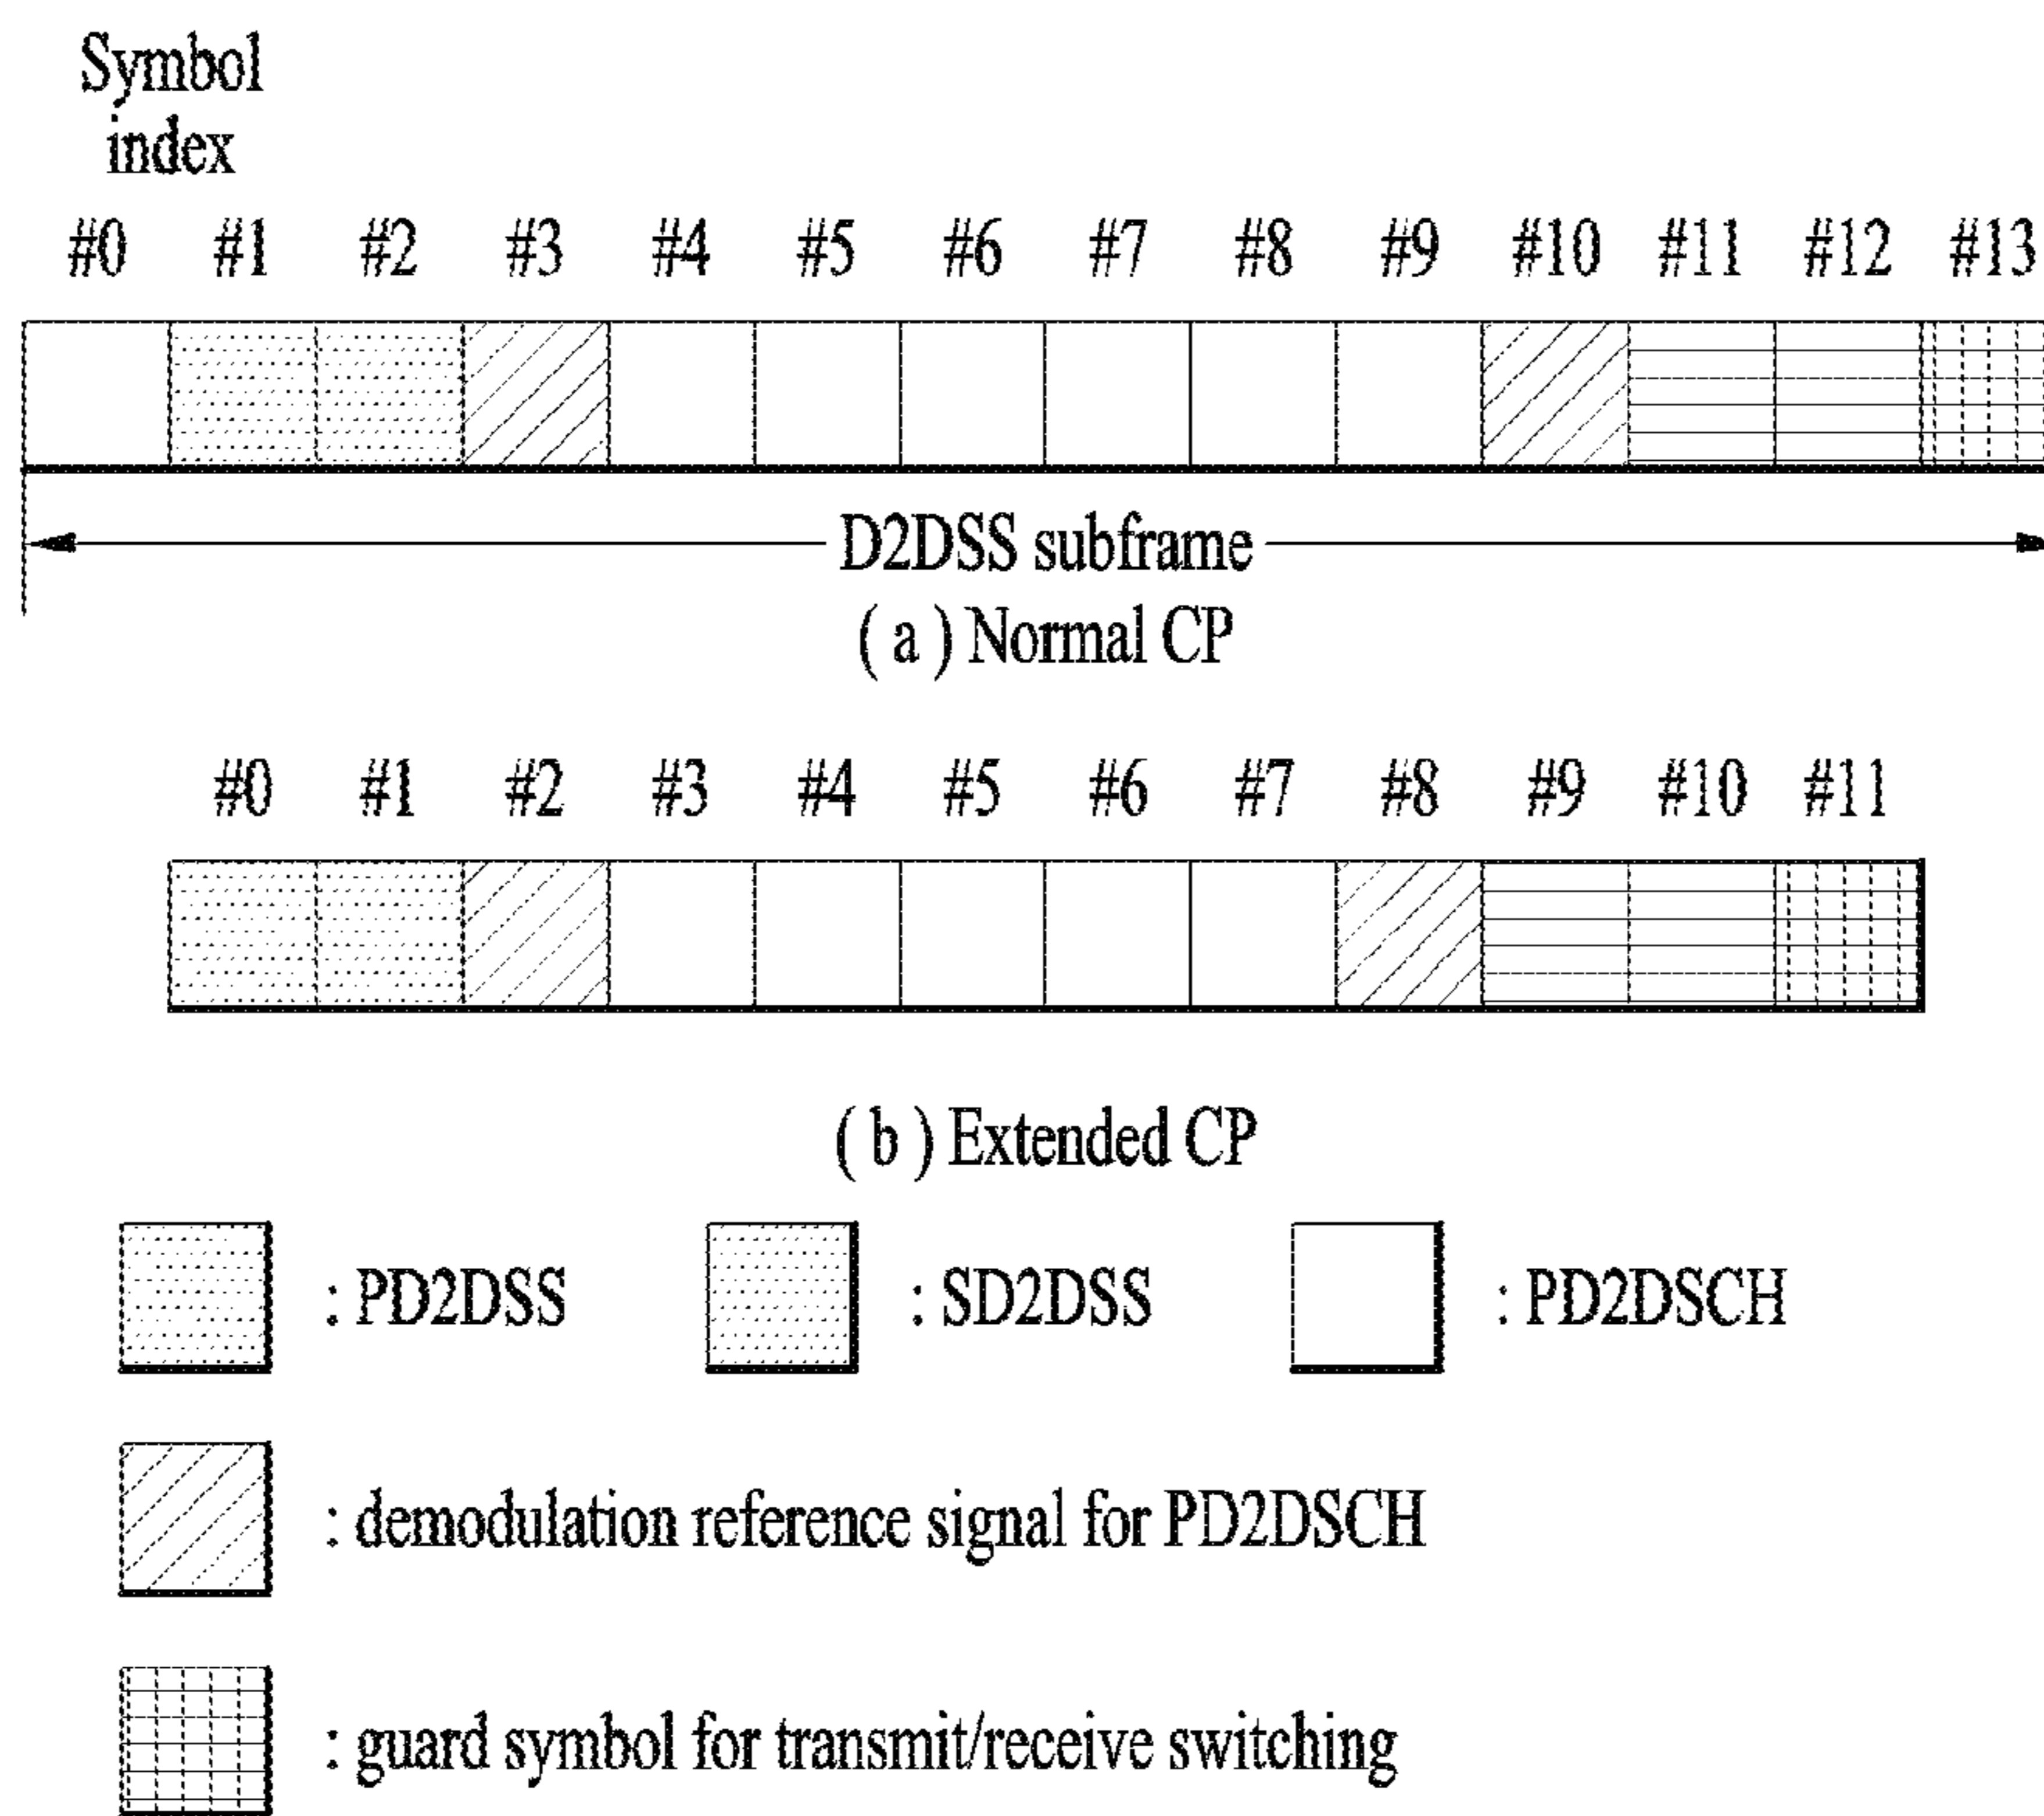 Symbol
index
#0 #1 #2 #3 #4 #5 #6 #7 #8 #9 #10 #11 #12 #13
D2DSS subframe
( a ) Normal CP
#0 #1 #2 #3 #4 #5 #6 #7 #8 #9 #10 #11
( b ) Extended CP
: PD2DSS : SD2DSS : PD2DSCH
: demodulation reference signal for PD2DSCH
: guard symbol for transmit/receive switching